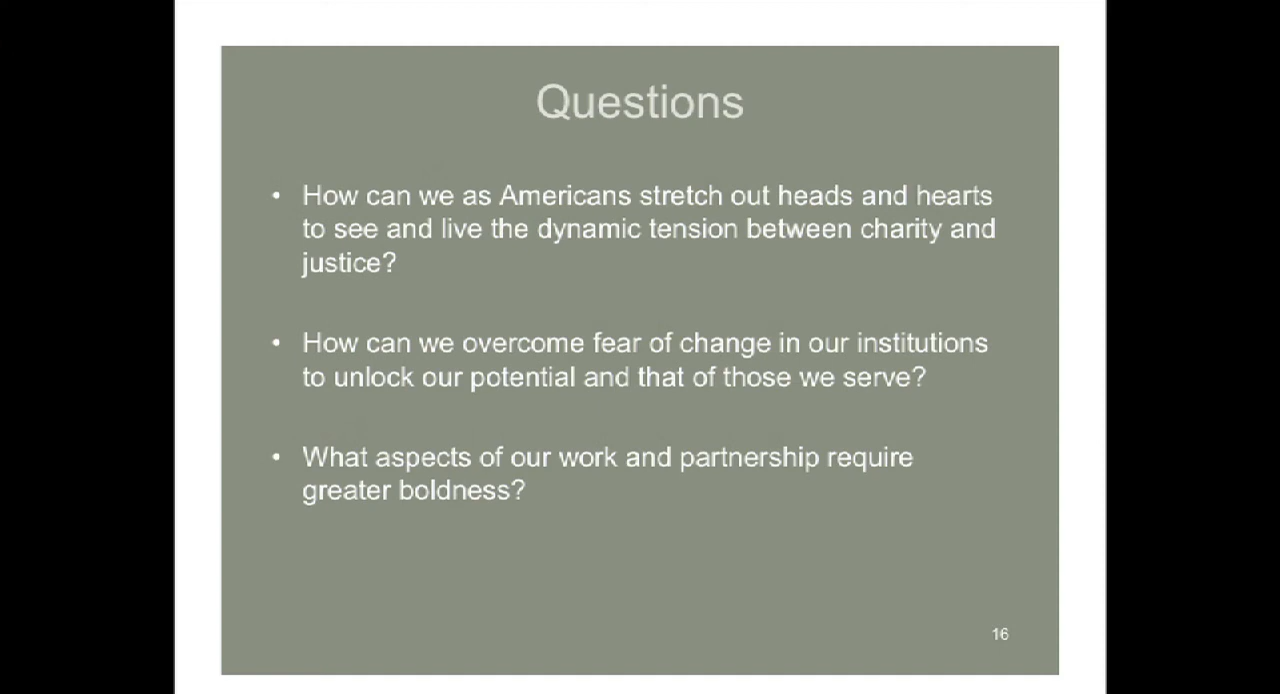 Questions
• How can we as Americans stretch out heads and hearts
to see and live the dynamic tension between charity and
justice?
• How can we overcome fear of change in our institutions
to unlock our potential and that of those we serve?
• What aspects of our work and partnership require
greater boldness?
16